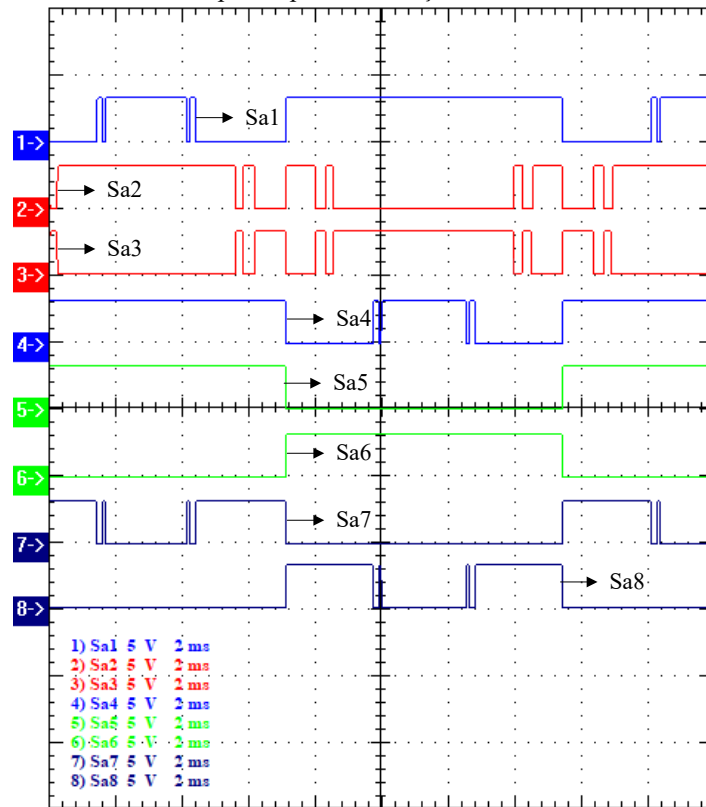 Sa1
1->
Sa2
2->
Sa3
3->
Sa4
4->
Sa5
5->
Sa6
6->
Sa7
7->
Sa8
8->
1) Sa1 5 V 2 ms
2) Sa2 5 V 2 ms
3) Sa3 5 V 2 ms
4) Sa4 5 V 2 ms
5) Sa5 5 V 2 ms
6) Sa6 5 V 2 ms
7) Sa7 5 V 2 ms
8) Sa8 5 V 2 ms